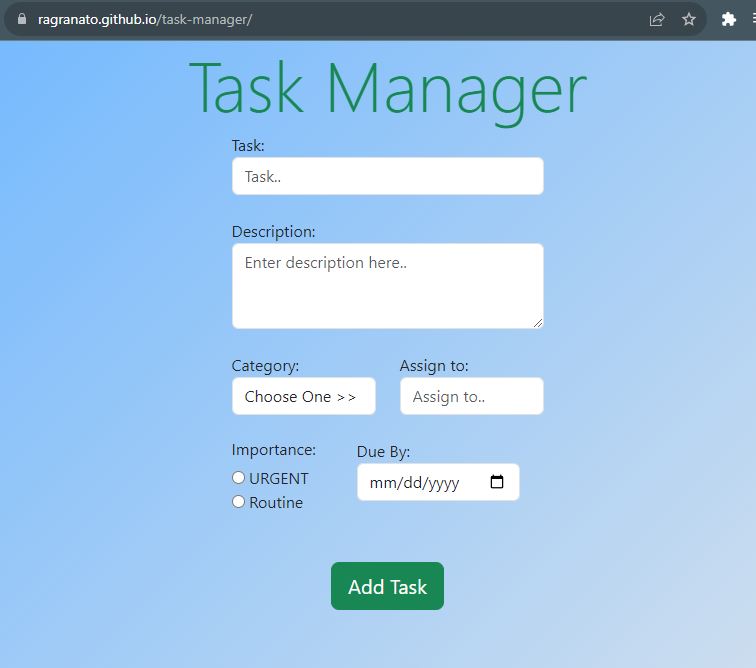 ragranato.github.io/task-manager/
Task Manager
Task:
Task..
Description:
Enter description here..
Category: Assign to:
Choose One >> Assign to..
Importance: Due By:
URGENT mm/dd/yyyy
Routine
Add Task